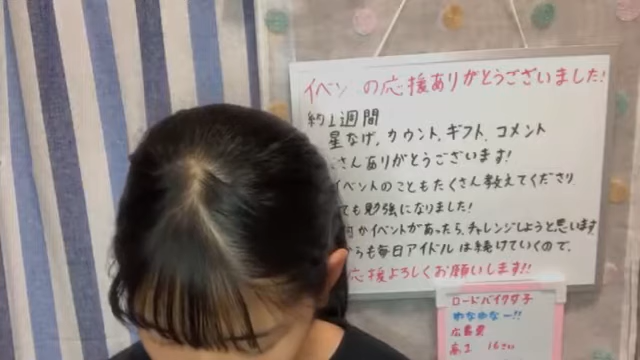 イベン の応援ありがとうございました!
約1週間
星なげ、カウント、ギフト、コメント
さんありがとうございます!
イベントのこともたくさん教えてくださり
ても勉強になりました!
何かイベントがあったら、チャレンジしようと思います
らも毎日アイドルは続けていくので、
応援よろしくお願いします!!
ロードバイク女子
わなわなー!!
広島
高1 16さい